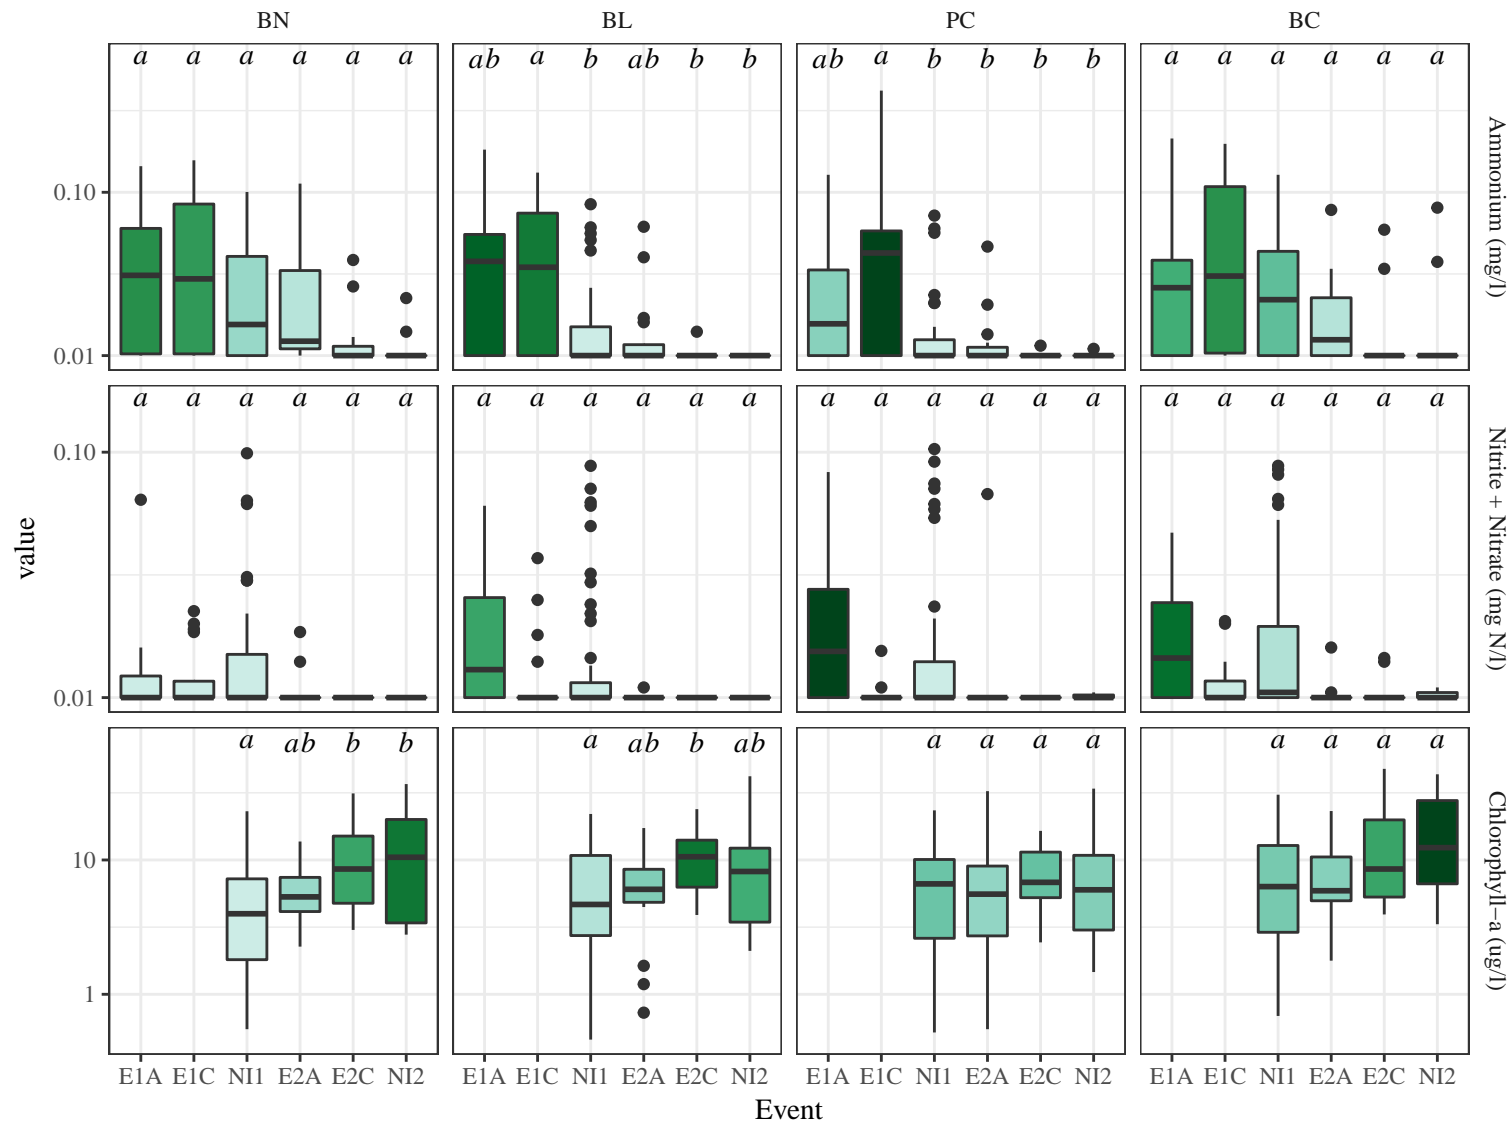 BN BL PC BC
a a a a a a ab a b ab b b ab a b b b b a a a a a a
0.10
0.01
Ammonium (mg/l)
a a a a a a a a a a a a a a a a a a a a a a a a
0.10
0.01
Nitrite + Nitrate (mg N/l)
value
a ab b b a ab b ab a a a a a a a a
10
1
Chlorophyll−a (ug/l)
E1A E1C NI1 E2A E2C NI2 E1A E1C NI1 E2A E2C NI2 E1A E1C NI1 E2A E2C NI2 E1A E1C NI1 E2A E2C NI2
Event